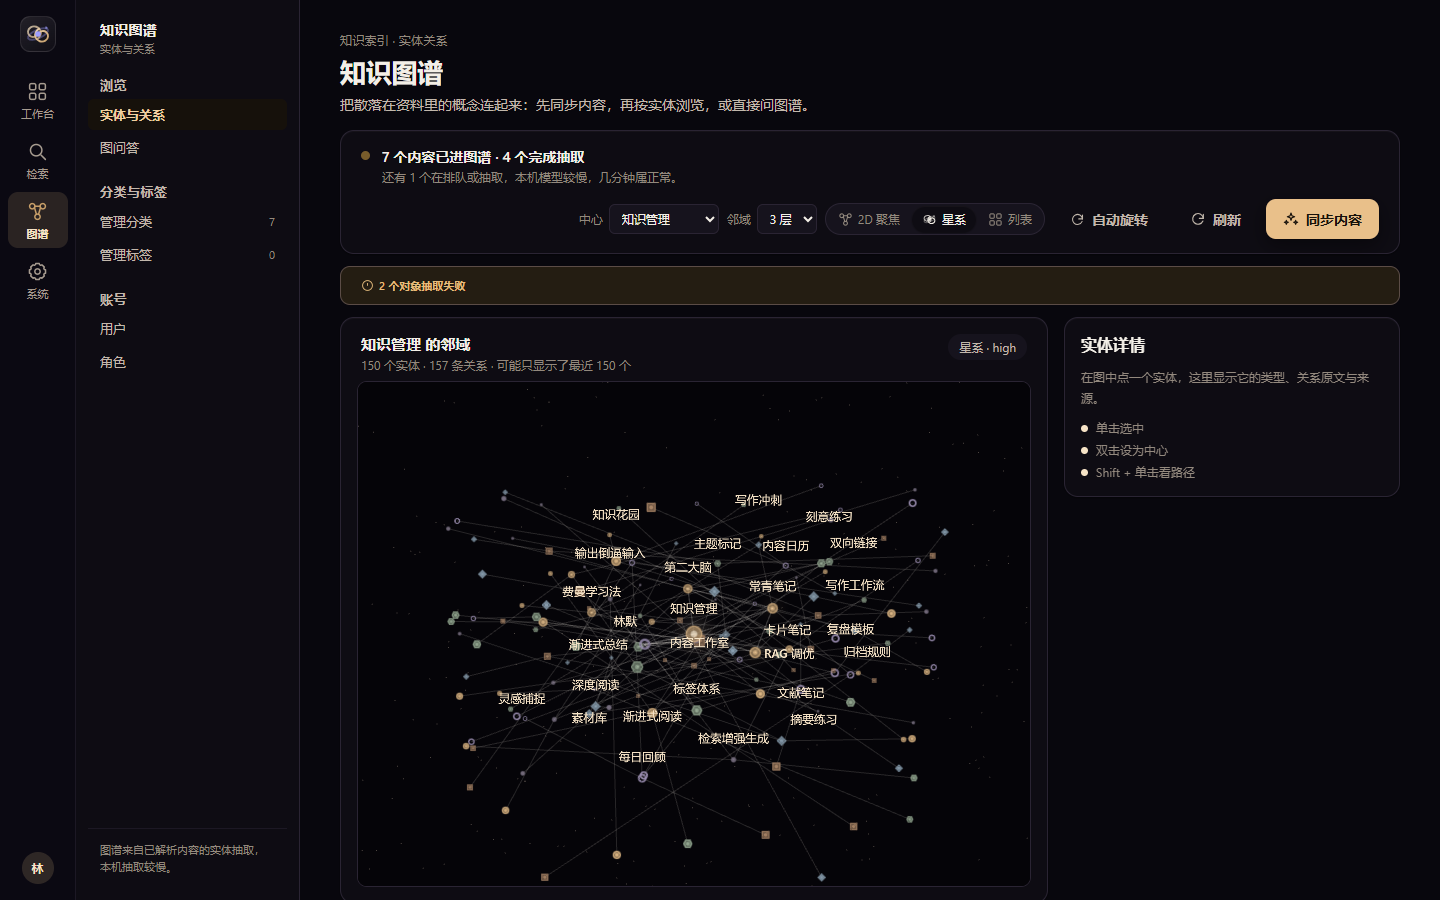 工作台
检索
图谱
系统
林
知识图谱
实体与关系
浏览
实体与关系
图问答
分类与标签
管理分类 7
管理标签 0
账号
用户
角色
图谱来自已解析内容的实体抽取，
本机抽取较慢。
知识索引 · 实体关系
知识图谱
把散落在资料里的概念连起来：先同步内容，再按实体浏览，或直接问图谱。
7 个内容已进图谱 · 4 个完成抽取
还有 1 个在排队或抽取，本机模型较慢，几分钟属正常。
中心 知识管理 邻域 3 层 2D 聚焦 星系 列表 自动旋转 刷新 同步内容
2 个对象抽取失败
知识管理 的邻域
150 个实体 · 157 条关系 · 可能只显示了最近 150 个
星系 · high
写作冲刺
知识花园
刻意练习
主题标记
内容日历
双向链接
输出倒逼输入
第二大脑
常青笔记
写作工作流
费曼学习法
知识管理
林默
卡片笔记
复盘模板
渐进式总结
内容工作室
RAG 调优
归档规则
深度阅读
标签体系
文献笔记
灵感捕捉
素材库
渐进式阅读
摘要练习
检索增强生成
每日回顾
实体详情
在图中点一个实体，这里显示它的类型、关系原文与来
源。
单击选中
双击设为中心
Shift + 单击看路径